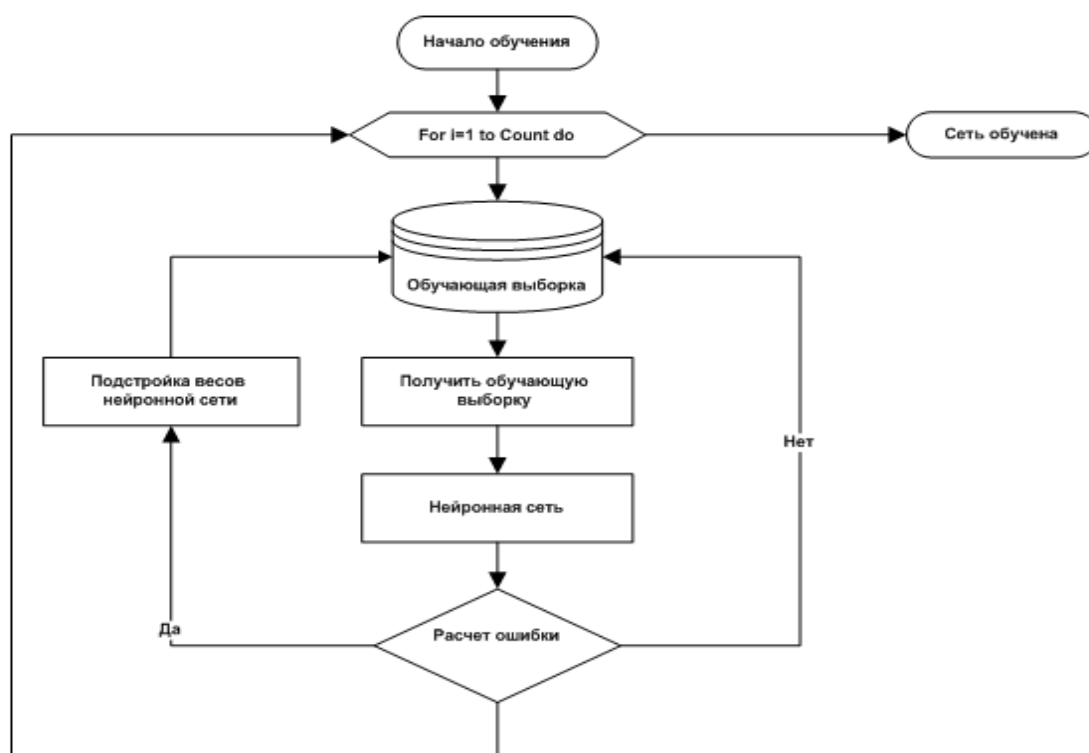 Начало обучения
For i=1 to Count do
Сеть обучена
Обучающая выборка
Подстройка весов
нейронной сети
Получить обучающую
выборку
Нет
Нейронная сеть
Да
Расчет ошибки